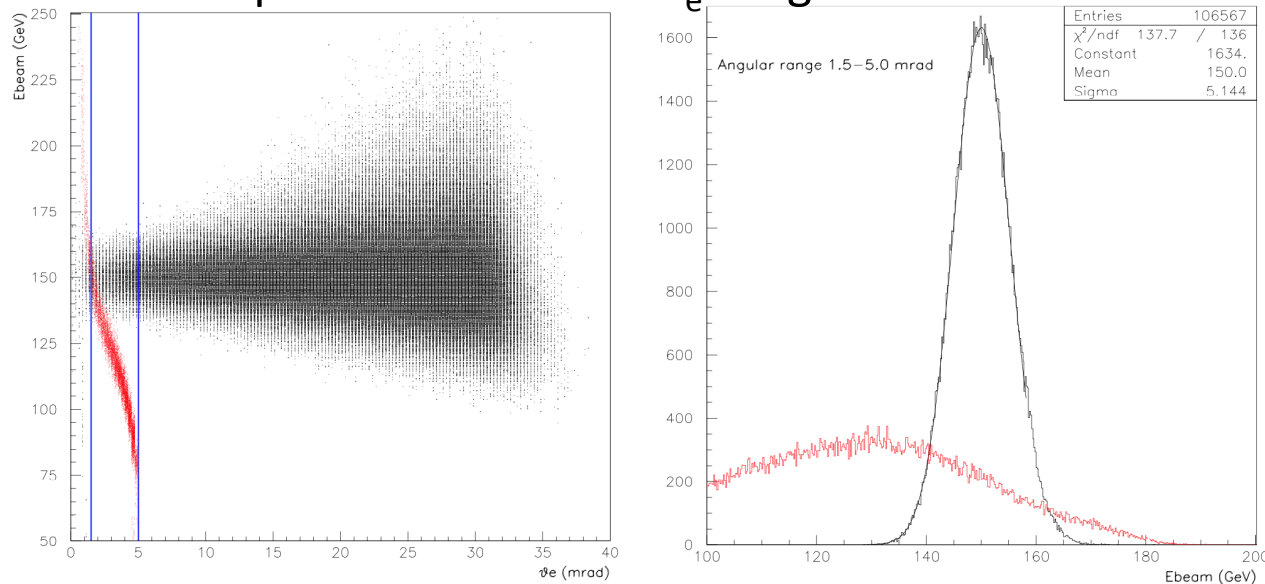 e
Ebeam (GeV)
250
225
200
175
150
125
100
75
50
0 5 10 15 20 25 30 35 40
ϑe (mrad)
Entries 106567
χ²/ndf 137.7 / 136
Constant 1634.
Mean 150.0
Sigma 5.144
Angular range 1.5–5.0 mrad
1600
1400
1200
1000
800
600
400
200
0
100 120 140 160 180 200
Ebeam (GeV)